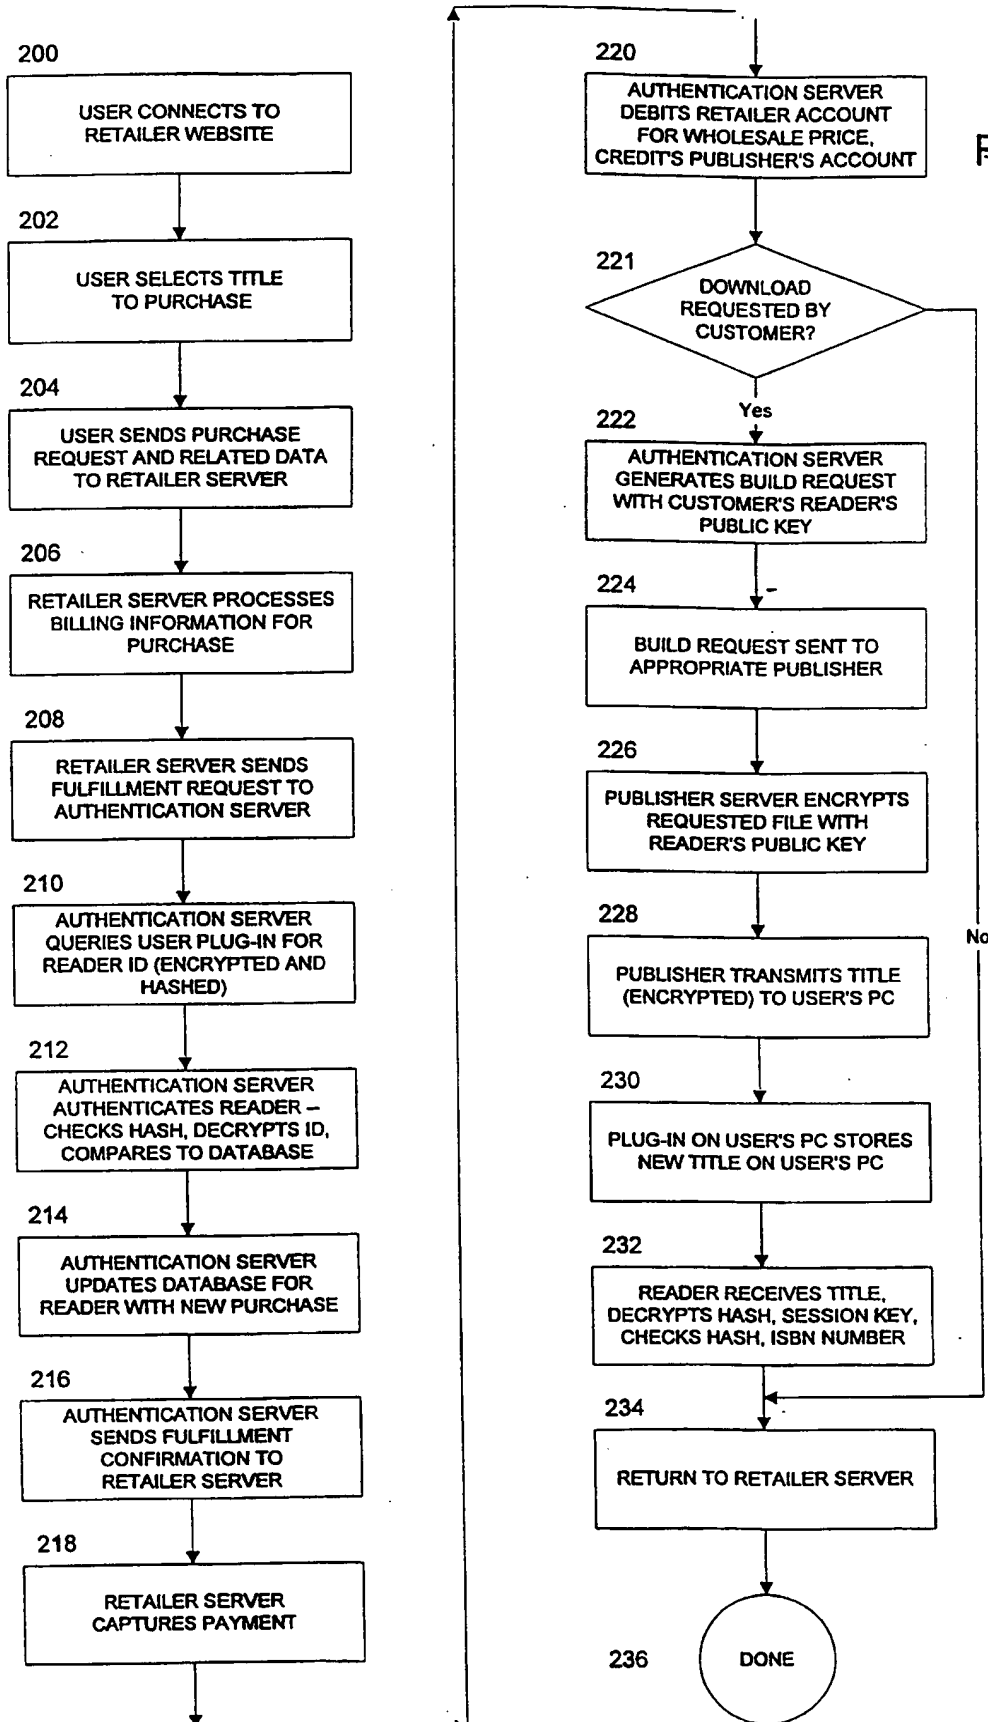 200
USER CONNECTS TO
RETAILER WEBSITE
202
USER SELECTS TITLE
TO PURCHASE
204
USER SENDS PURCHASE
REQUEST AND RELATED DATA
TO RETAILER SERVER
206
RETAILER SERVER PROCESSES
BILLING INFORMATION FOR
PURCHASE
208
RETAILER SERVER SENDS
FULFILLMENT REQUEST TO
AUTHENTICATION SERVER
210
AUTHENTICATION SERVER
QUERIES USER PLUG-IN FOR
READER ID (ENCRYPTED AND
HASHED)
212
AUTHENTICATION SERVER
AUTHENTICATES READER –
CHECKS HASH, DECRYPTS ID,
COMPARES TO DATABASE
214
AUTHENTICATION SERVER
UPDATES DATABASE FOR
READER WITH NEW PURCHASE
216
AUTHENTICATION SERVER
SENDS FULFILLMENT
CONFIRMATION TO
RETAILER SERVER
218
RETAILER SERVER
CAPTURES PAYMENT
220
AUTHENTICATION SERVER
DEBITS RETAILER ACCOUNT
FOR WHOLESALE PRICE,
CREDIT'S PUBLISHER'S ACCOUNT
221
DOWNLOAD
REQUESTED BY
CUSTOMER?
Yes
222
AUTHENTICATION SERVER
GENERATES BUILD REQUEST
WITH CUSTOMER'S READER'S
PUBLIC KEY
224
BUILD REQUEST SENT TO
APPROPRIATE PUBLISHER
226
PUBLISHER SERVER ENCRYPTS
REQUESTED FILE WITH
READER'S PUBLIC KEY
228
No
PUBLISHER TRANSMITS TITLE
(ENCRYPTED) TO USER'S PC
230
PLUG-IN ON USER'S PC STORES
NEW TITLE ON USER'S PC
232
READER RECEIVES TITLE,
DECRYPTS HASH, SESSION KEY,
CHECKS HASH, ISBN NUMBER
234
RETURN TO RETAILER SERVER
236
DONE